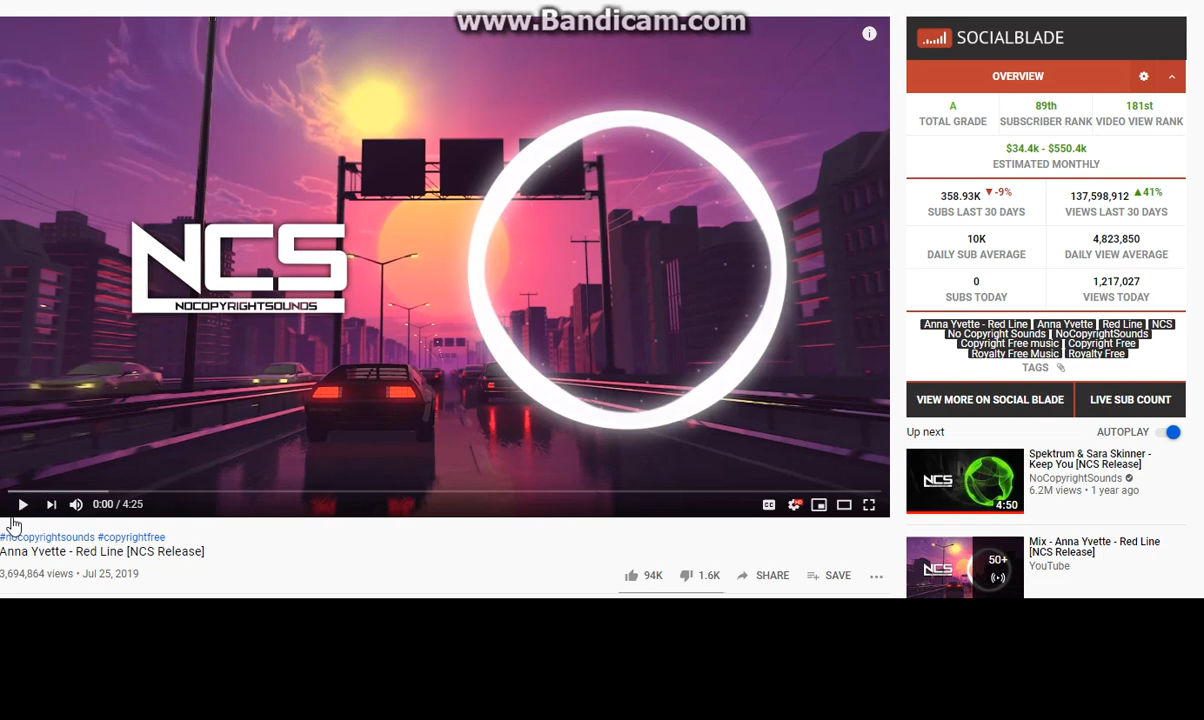 www.Bandicam.com
NCS
NOCOPYRIGHTSOUNDS
0:00 / 4:25
CC
HD
#nocopyrightsounds #copyrightfree
Anna Yvette - Red Line [NCS Release]
3,694,864 views • Jul 25, 2019
94K
1.6K
SHARE
SAVE
SOCIALBLADE
OVERVIEW
A
TOTAL GRADE
89th
SUBSCRIBER RANK
181st
VIDEO VIEW RANK
$34.4k - $550.4k
ESTIMATED MONTHLY
358.93K ▼-9%
SUBS LAST 30 DAYS
137,598,912 ▲41%
VIEWS LAST 30 DAYS
10K
DAILY SUB AVERAGE
4,823,850
DAILY VIEW AVERAGE
0
SUBS TODAY
1,217,027
VIEWS TODAY
Anna Yvette - Red Line Anna Yvette Red Line NCS
No Copyright Sounds NoCopyrightSounds
Copyright Free music Copyright Free
Royalty Free Music Royalty Free
TAGS
VIEW MORE ON SOCIAL BLADE
LIVE SUB COUNT
Up next
AUTOPLAY
NCS
4:50
Spektrum & Sara Skinner -
Keep You [NCS Release]
NoCopyrightSounds
6.2M views • 1 year ago
NCS
50+
Mix - Anna Yvette - Red Line
[NCS Release]
YouTube